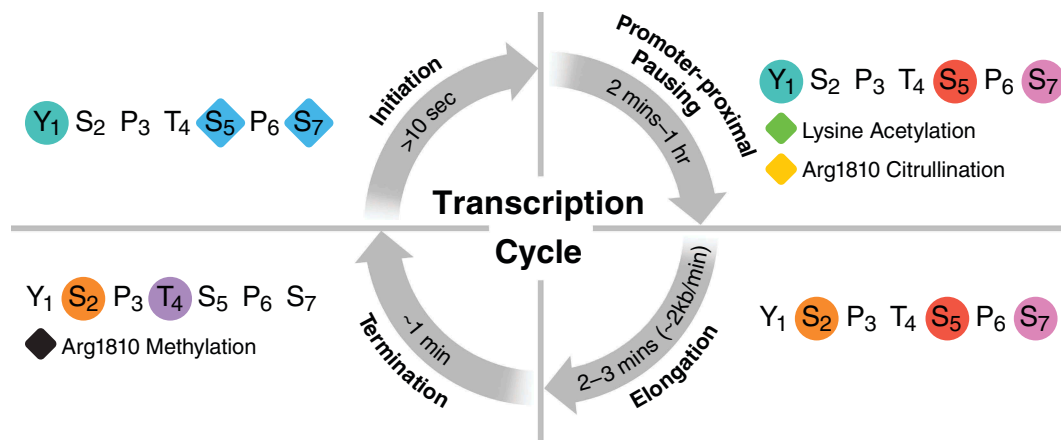 Initiation
>10 sec
Y1 S2 P3 T4 S5 P6 S7
Promoter-proximal
Pausing
2 mins–1 hr
Y1 S2 P3 T4 S5 P6 S7
Lysine Acetylation
Arg1810 Citrullination
Transcription
Cycle
Y1 S2 P3 T4 S5 P6 S7
Arg1810 Methylation
~1 min
Termination
2–3 mins (~2kb/min)
Elongation
Y1 S2 P3 T4 S5 P6 S7